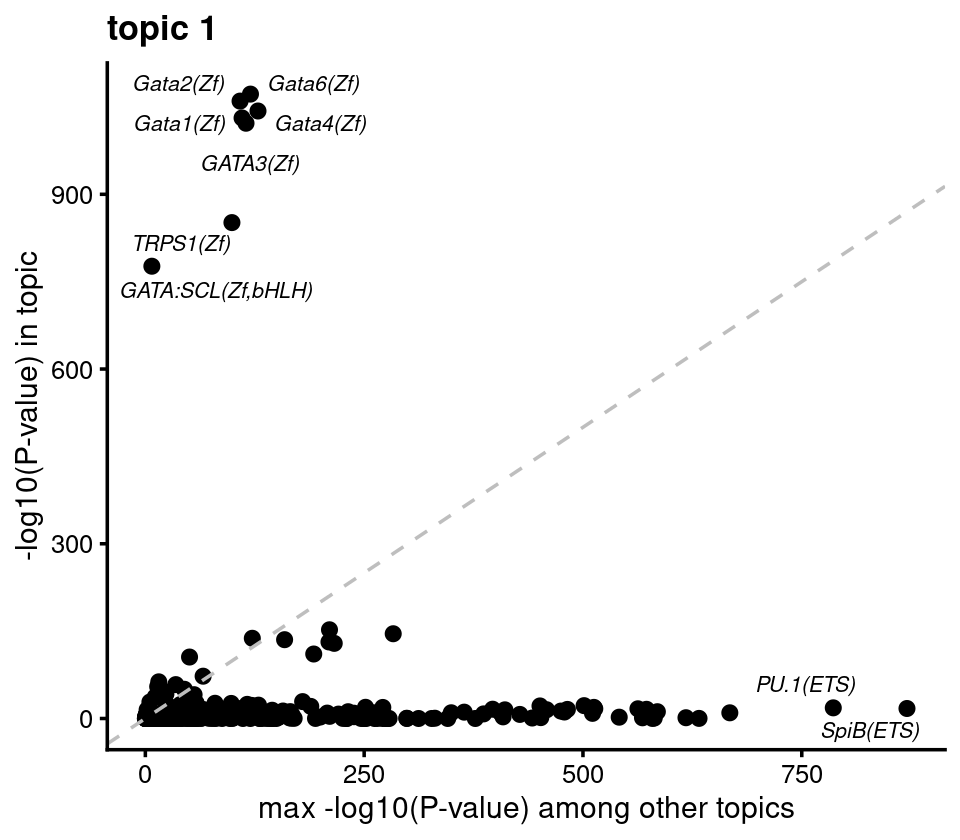 topic 1
Gata2(Zf)
Gata6(Zf)
Gata1(Zf)
Gata4(Zf)
GATA3(Zf)
900
TRPS1(Zf)
GATA:SCL(Zf,bHLH)
-log10(P-value) in topic
600
300
PU.1(ETS)
SpiB(ETS)
0
0
250
500
750
max -log10(P-value) among other topics